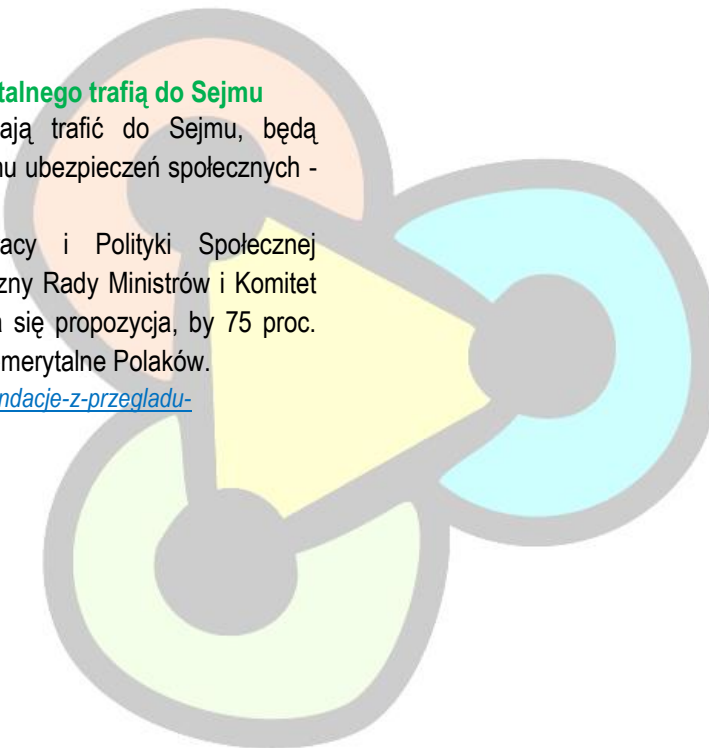 talnego trafią do Sejmu
ają trafić do Sejmu, będą
mu ubezpieczeń społecznych -
acy i Polityki Społecznej
zny Rady Ministrów i Komitet
a się propozycja, by 75 proc.
merytalne Polaków.
ndacje-z-przegladu-